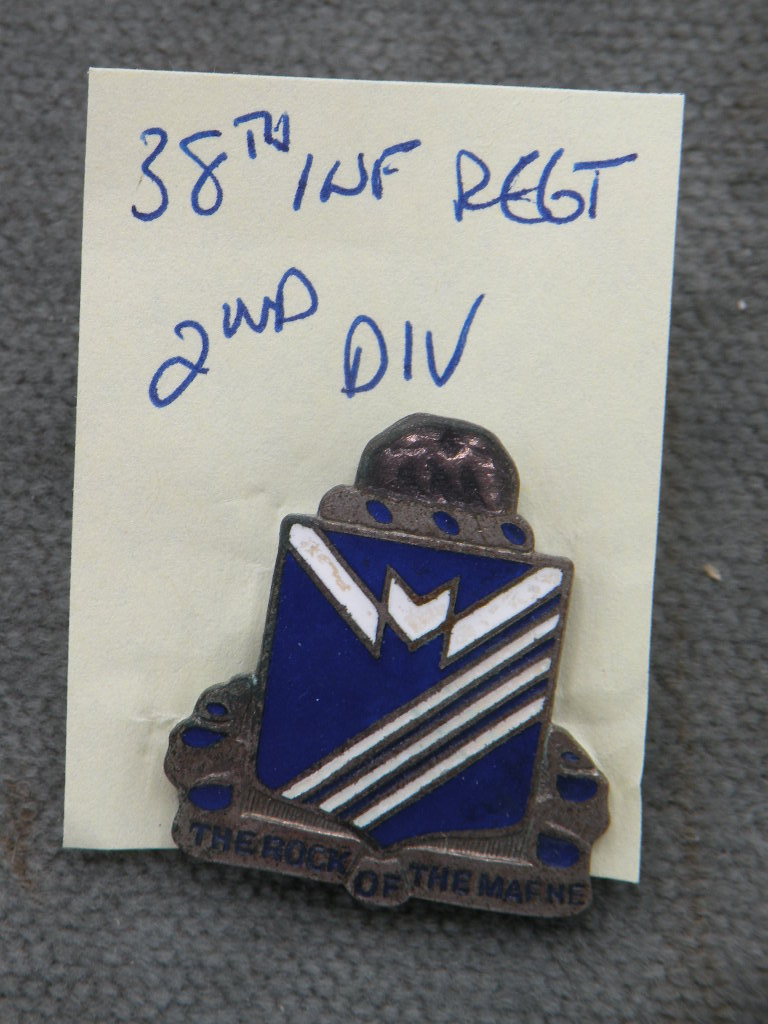 38TH INF REGT
2ND DIV
THE ROCK OF THE MARNE